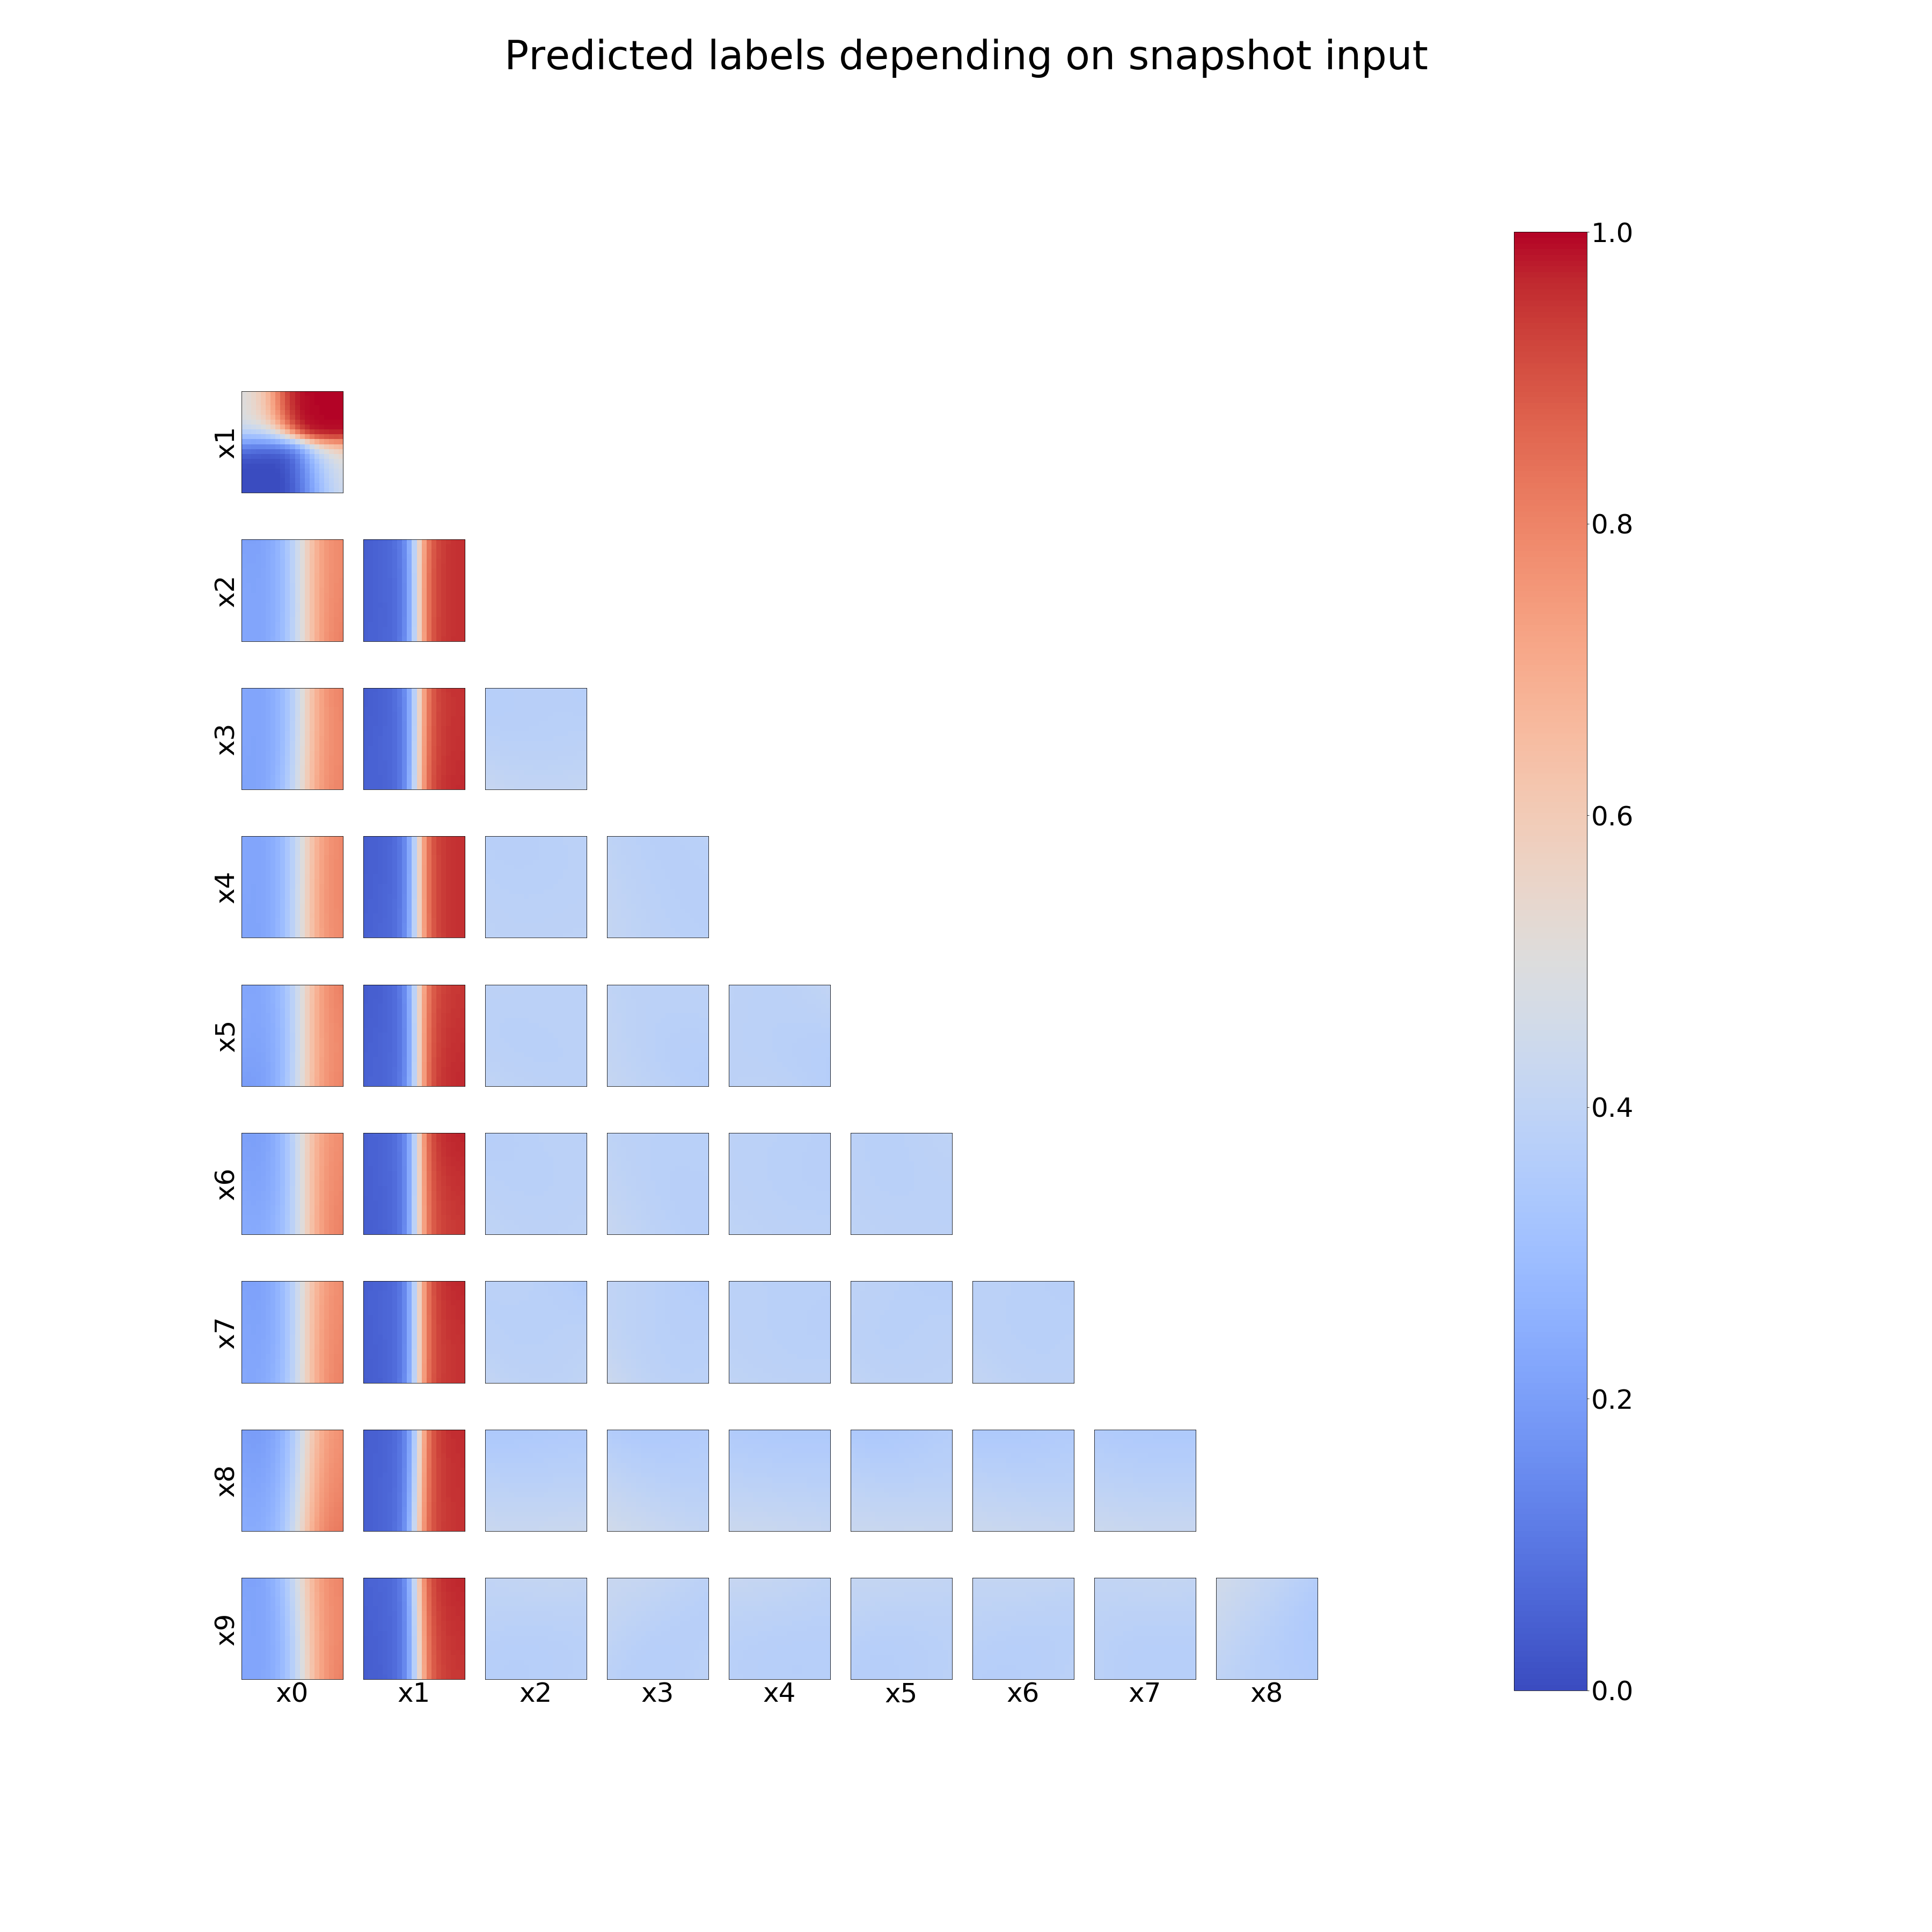 Predicted labels depending on snapshot input
1.0
0.8
0.6
0.4
0.2
0.0
x1
x2
x3
x4
x5
x6
x7
x8
x9
x0 x1 x2 x3 x4 x5 x6 x7 x8